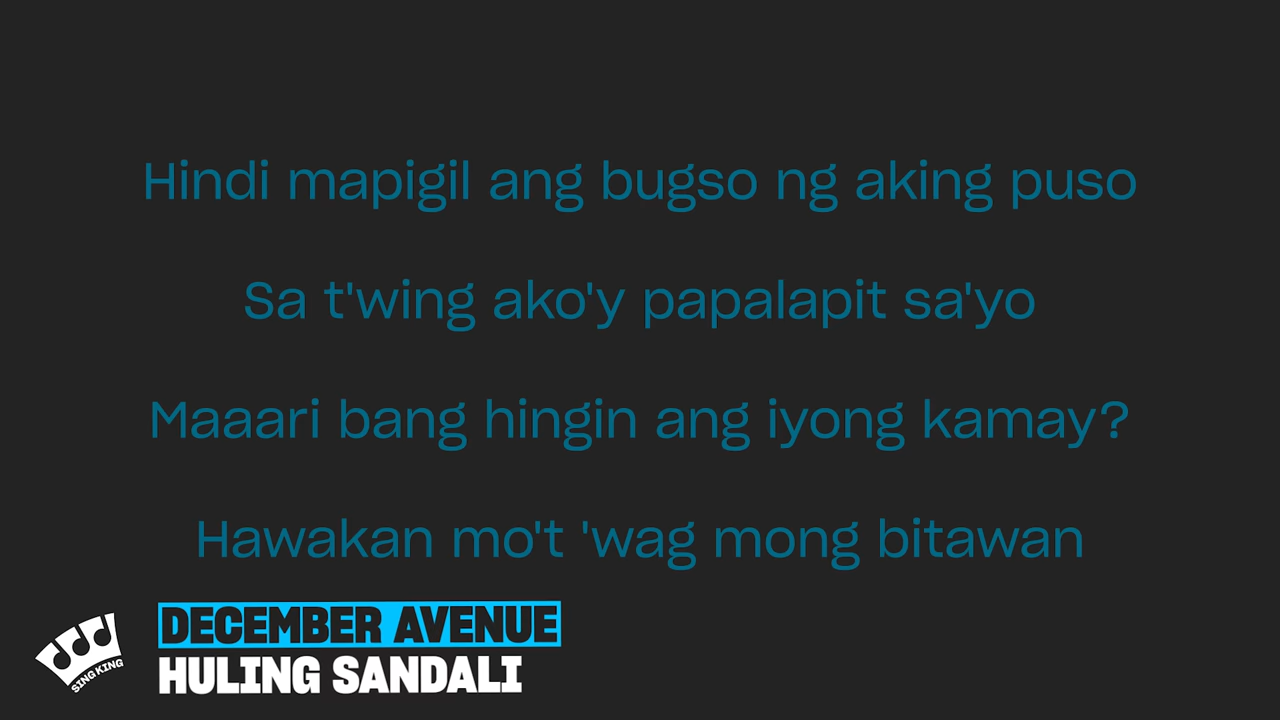 Hindi mapigil ang bugso ng aking puso
Sa t'wing ako'y papalapit sa'yo
Maaari bang hingin ang iyong kamay?
Hawakan mo't 'wag mong bitawan
DECEMBER AVENUE
HULING SANDALI
SING KING